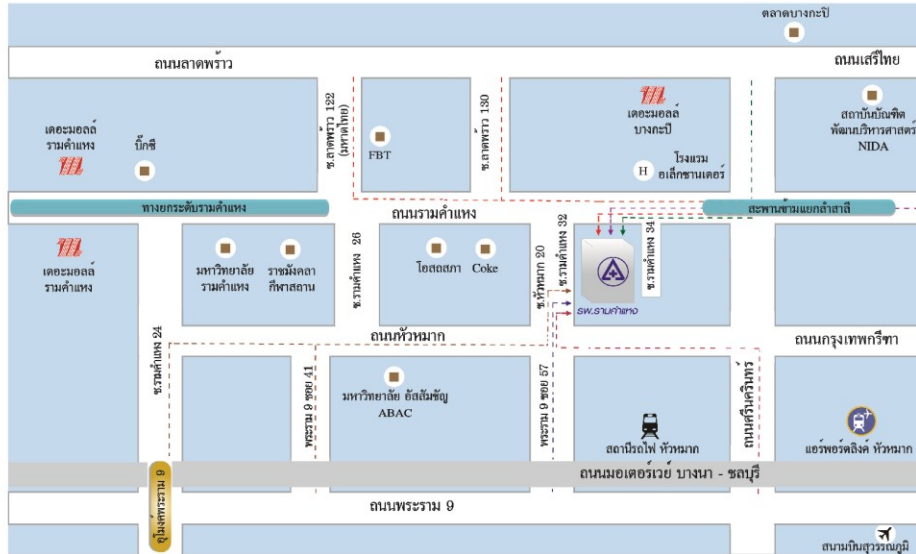 ตลาดบางกะปิ
ถนนลาดพร้าว
ถนนเสรีไทย
เดอะมอลล์
รามคำแหง
บิ๊กซี
ซ.ลาดพร้าว 122
(มหาดไทย)
FBT
ซ.ลาดพร้าว 130
เดอะมอลล์
บางกะปิ
H
โรงแรม
อเล็กซานเดอร์
สถาบันบัณฑิต
พัฒนบริหารศาสตร์
NIDA
ทางยกระดับรามคำแหง
ถนนรามคำแหง
สะพานข้ามแยกลำสาลี
เดอะมอลล์
รามคำแหง
มหาวิทยาลัย
รามคำแหง
ราชมังคลา
กีฬาสถาน
ซ.รามคำแหง 26
โอสถสภา
Coke
ซ.หัวหมาก 20
ซ.รามคำแหง 32
รพ.รามคำแหง
ซ.รามคำแหง 34
ซ.รามคำแหง 24
ถนนหัวหมาก
ถนนกรุงเทพกรีฑา
พระราม 9 ซอย 41
มหาวิทยาลัย อัสสัมชัญ
ABAC
พระราม 9 ซอย 57
สถานีรถไฟ หัวหมาก
ถนนศรีนครินทร์
แอร์พอร์ตลิงค์ หัวหมาก
ถนนมอเตอร์เวย์ บางนา - ชลบุรี
อุโมงค์พระราม 9
ถนนพระราม 9
สนามบินสุวรรณภูมิ